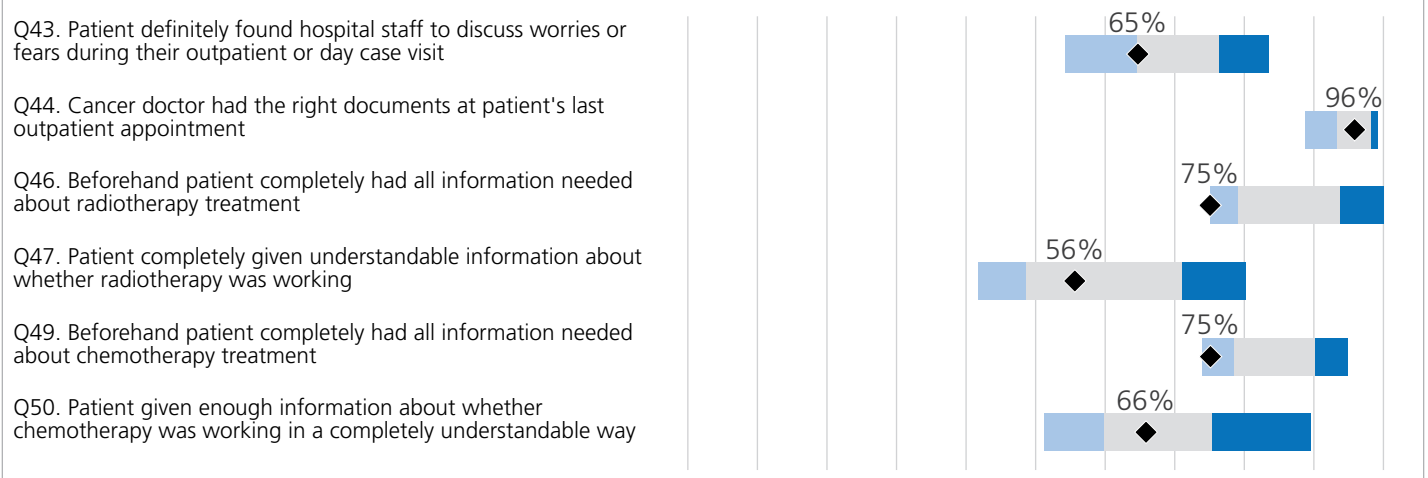 Q43. Patient definitely found hospital staff to discuss worries or
fears during their outpatient or day case visit
65%
Q44. Cancer doctor had the right documents at patient's last
outpatient appointment
96%
Q46. Beforehand patient completely had all information needed
about radiotherapy treatment
75%
Q47. Patient completely given understandable information about
whether radiotherapy was working
56%
Q49. Beforehand patient completely had all information needed
about chemotherapy treatment
75%
Q50. Patient given enough information about whether
chemotherapy was working in a completely understandable way
66%